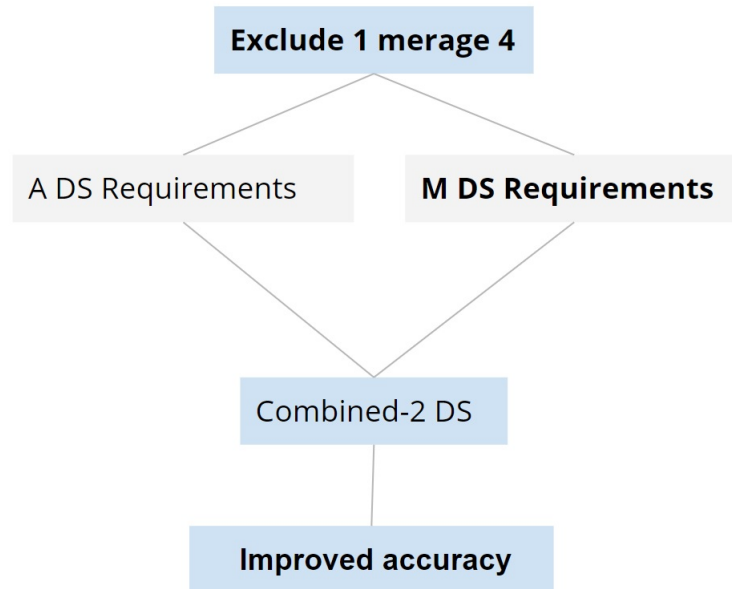 Exclude 1 merage 4
A DS Requirements
M DS Requirements
Combined-2 DS
Improved accuracy